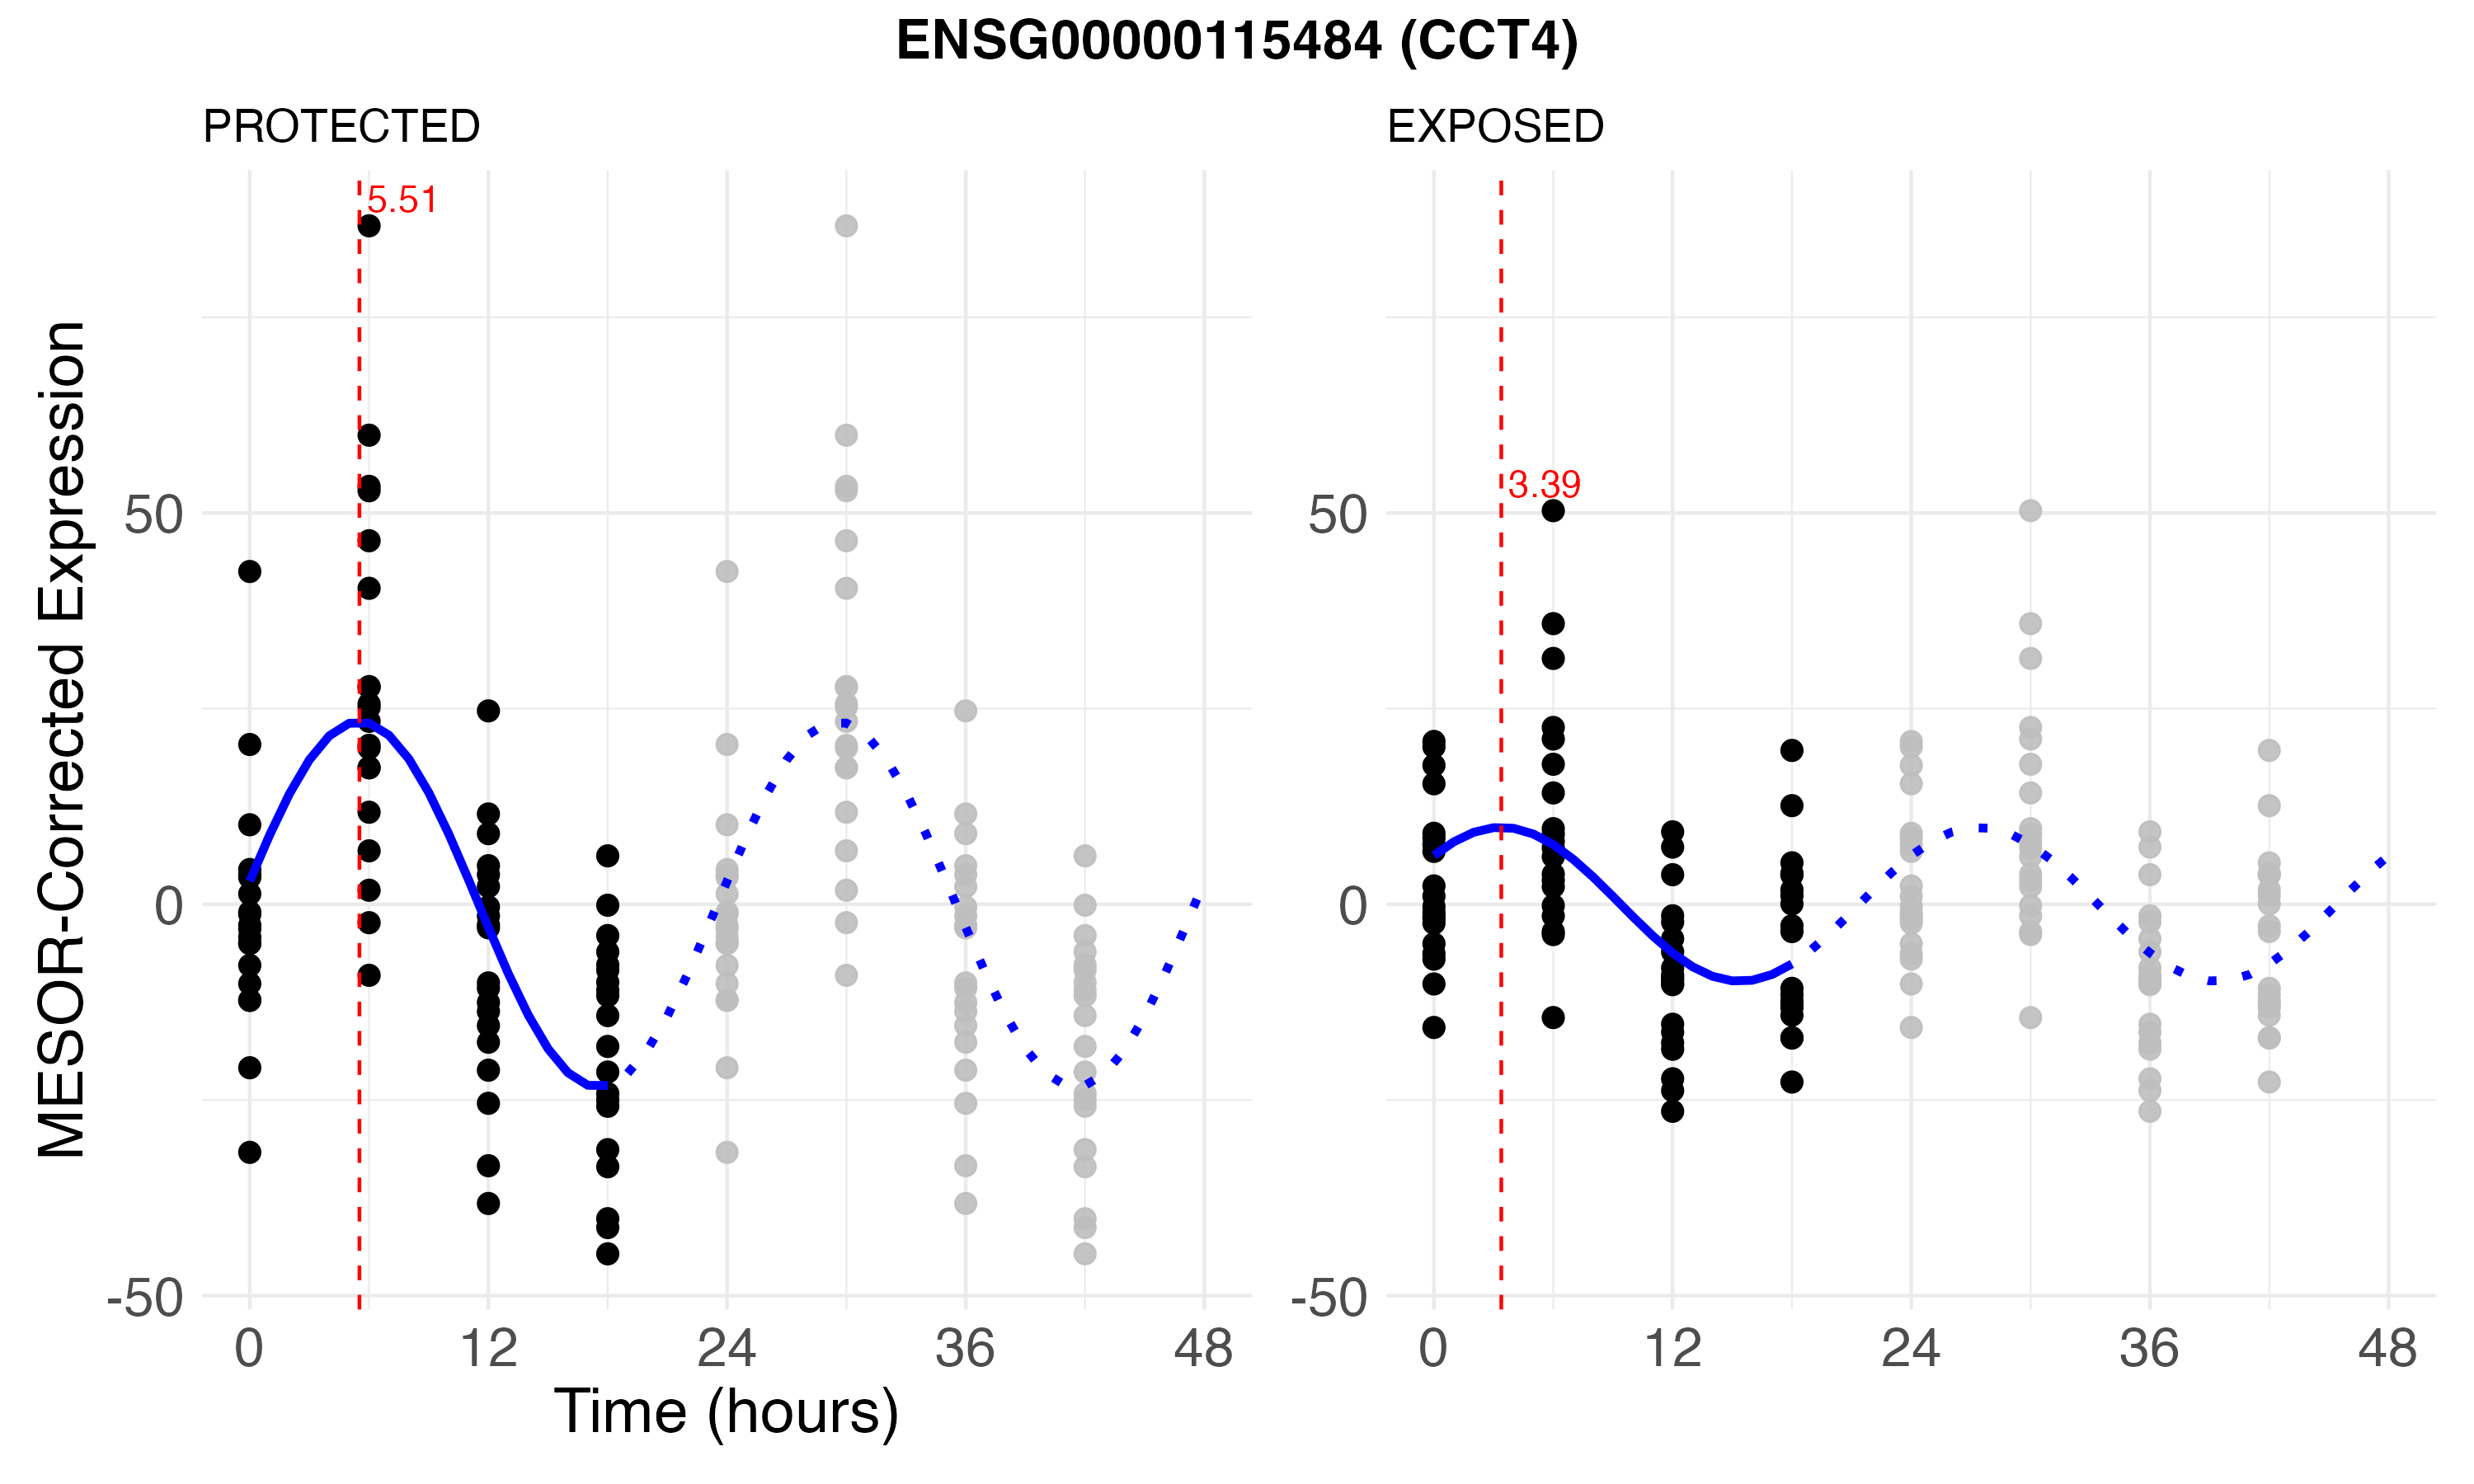 ENSG00000115484 (CCT4)
PROTECTED
EXPOSED
5.51
3.39
MESOR-Corrected Expression
50
0
-50
50
0
-50
0 12 24 36 48
0 12 24 36 48
Time (hours)